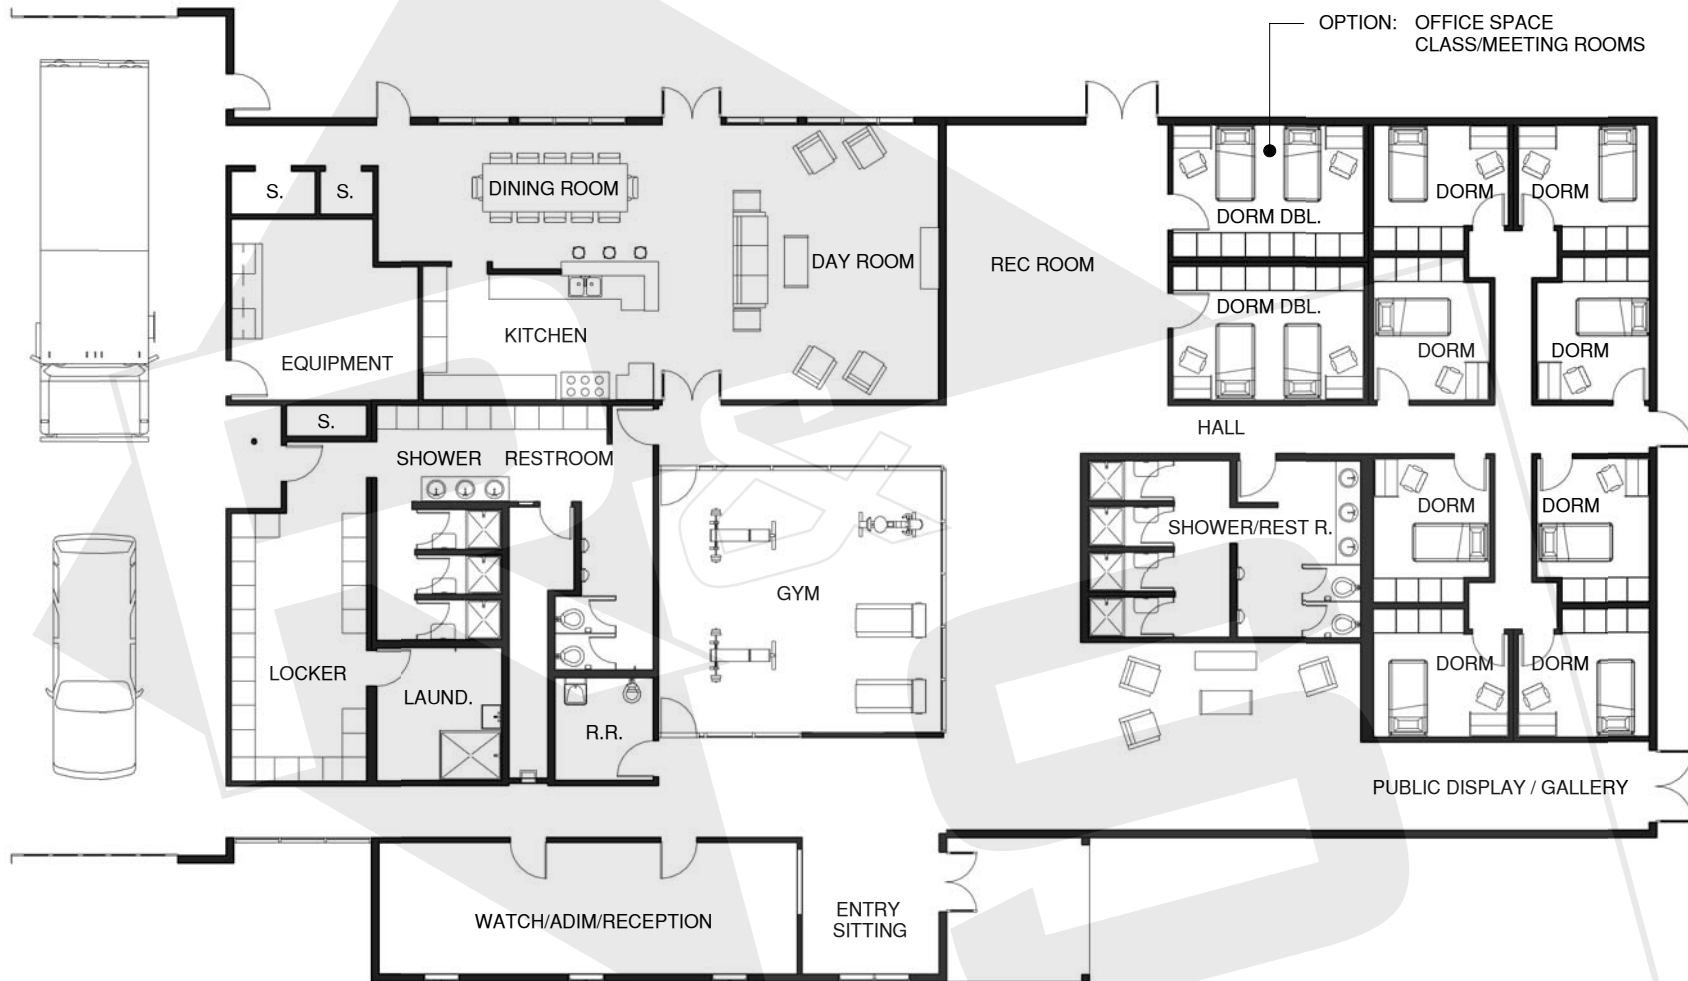 OPTION: OFFICE SPACE
CLASS/MEETING ROOMS
S.
S.
DINING ROOM
DORM DBL.
DORM
DORM
DAY ROOM
REC ROOM
DORM DBL.
KITCHEN
EQUIPMENT
DORM
DORM
S.
HALL
SHOWER
RESTROOM
DORM
DORM
SHOWER/REST R.
GYM
LOCKER
LAUND.
DORM
DORM
R.R.
PUBLIC DISPLAY / GALLERY
WATCH/ADIM/RECEPTION
ENTRY
SITTING
P&S